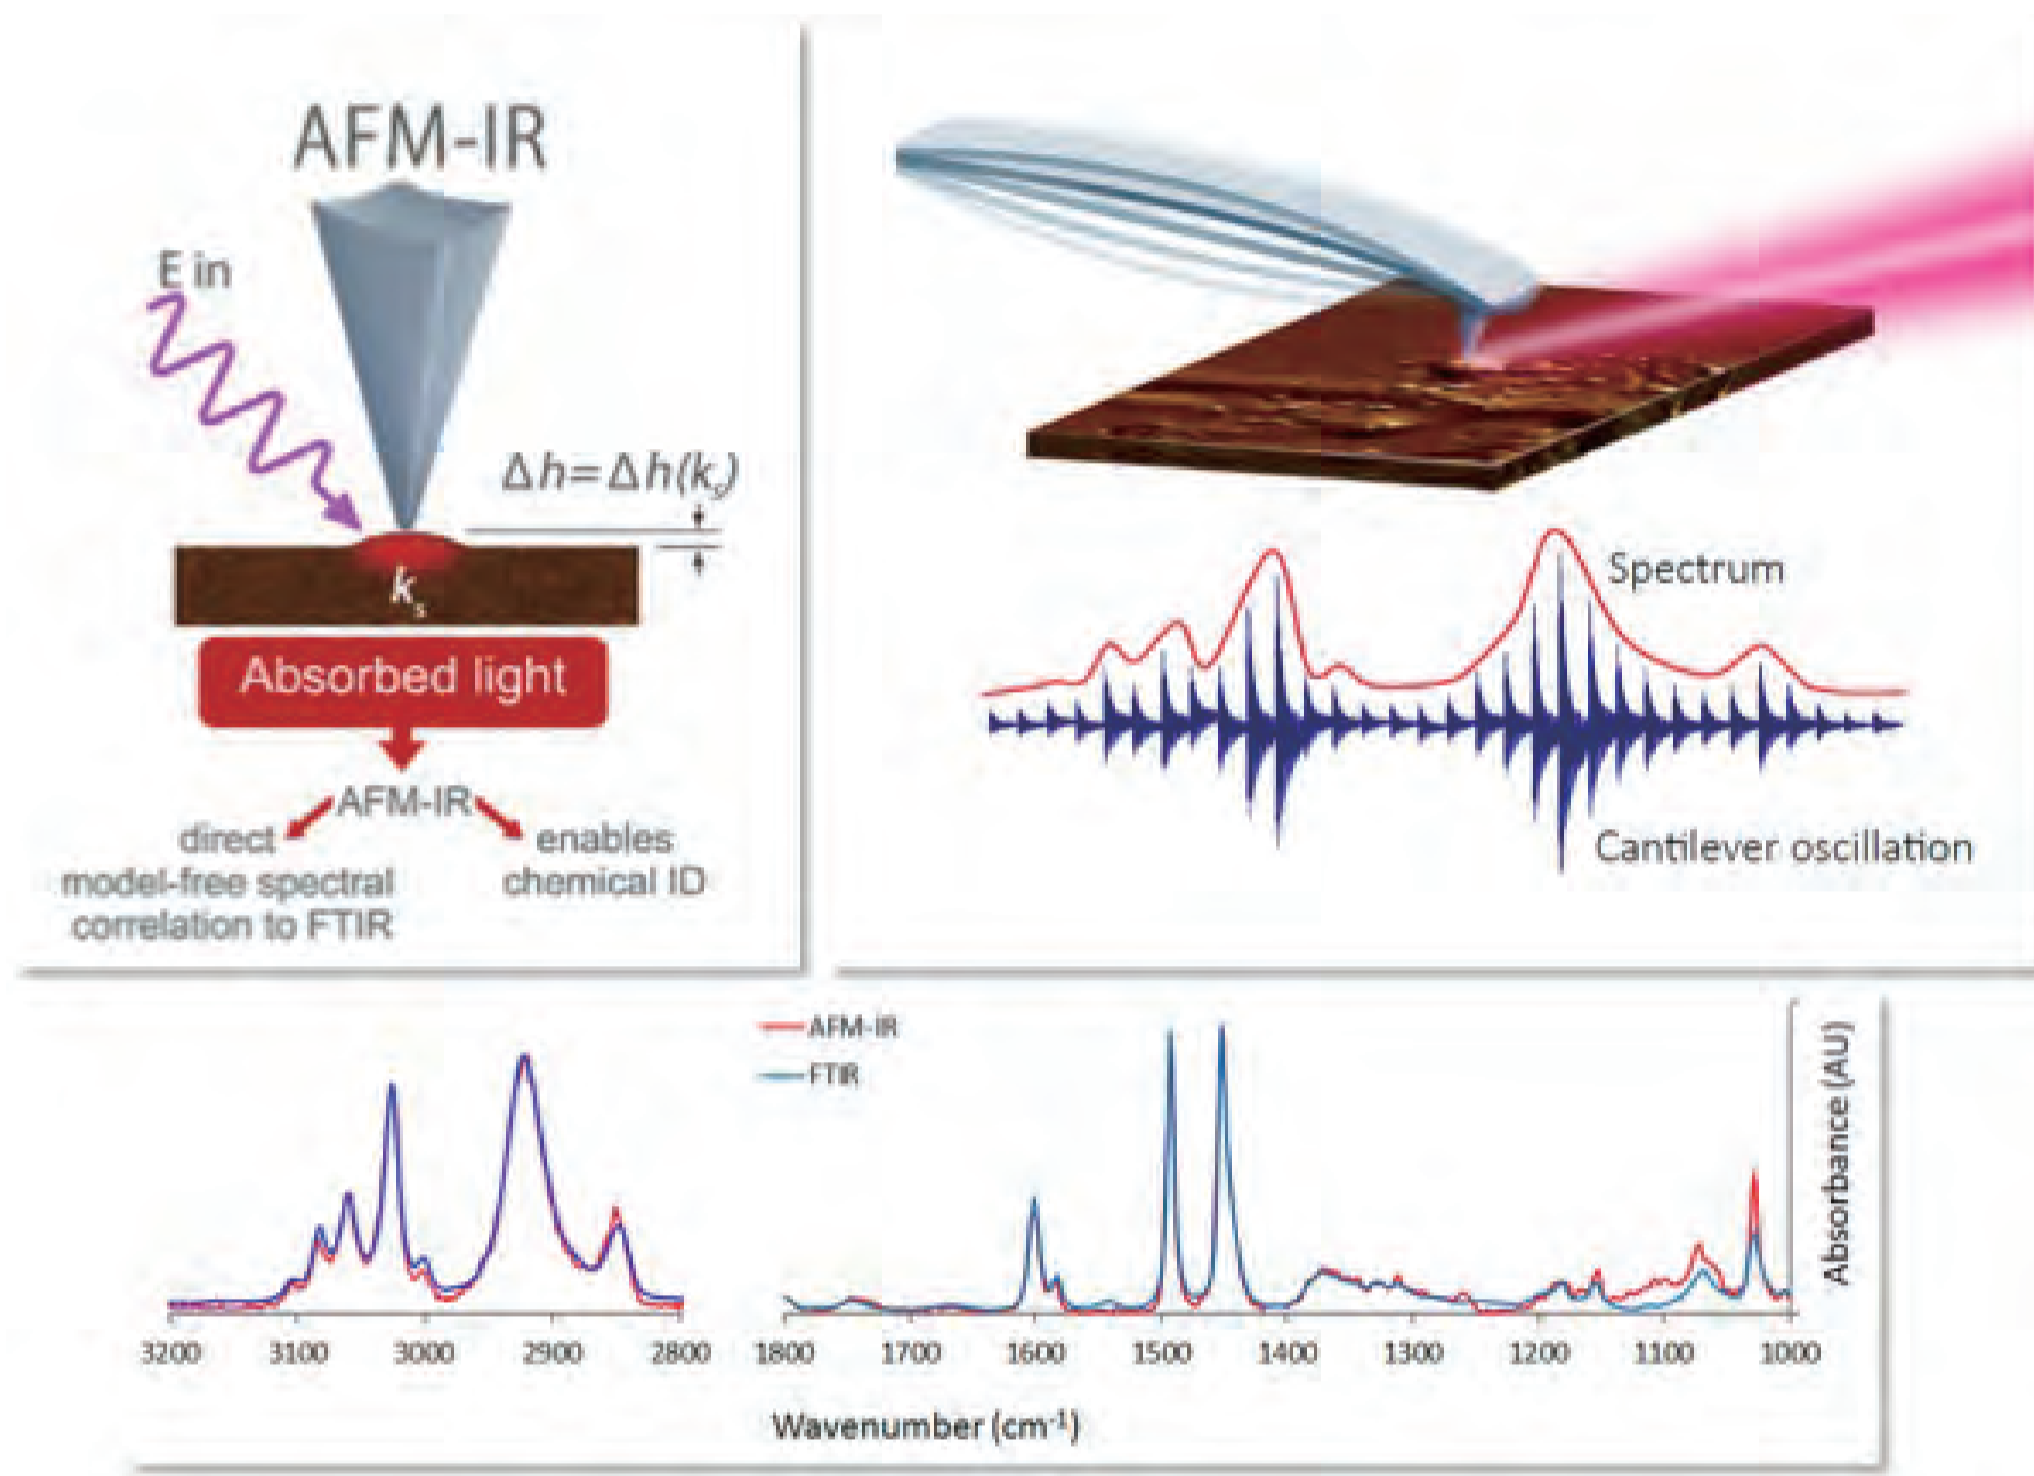 AFM-IR
E in
Δh=Δh(kₛ)
kₛ
Absorbed light
AFM-IR
direct
model-free spectral
correlation to FTIR
enables
chemical ID
Spectrum
Cantilever oscillation
AFM-IR
FTIR
Absorbance (AU)
3200 3100 3000 2900 2800 1800 1700 1600 1500 1400 1300 1200 1100 1000
Wavenumber (cm⁻¹)